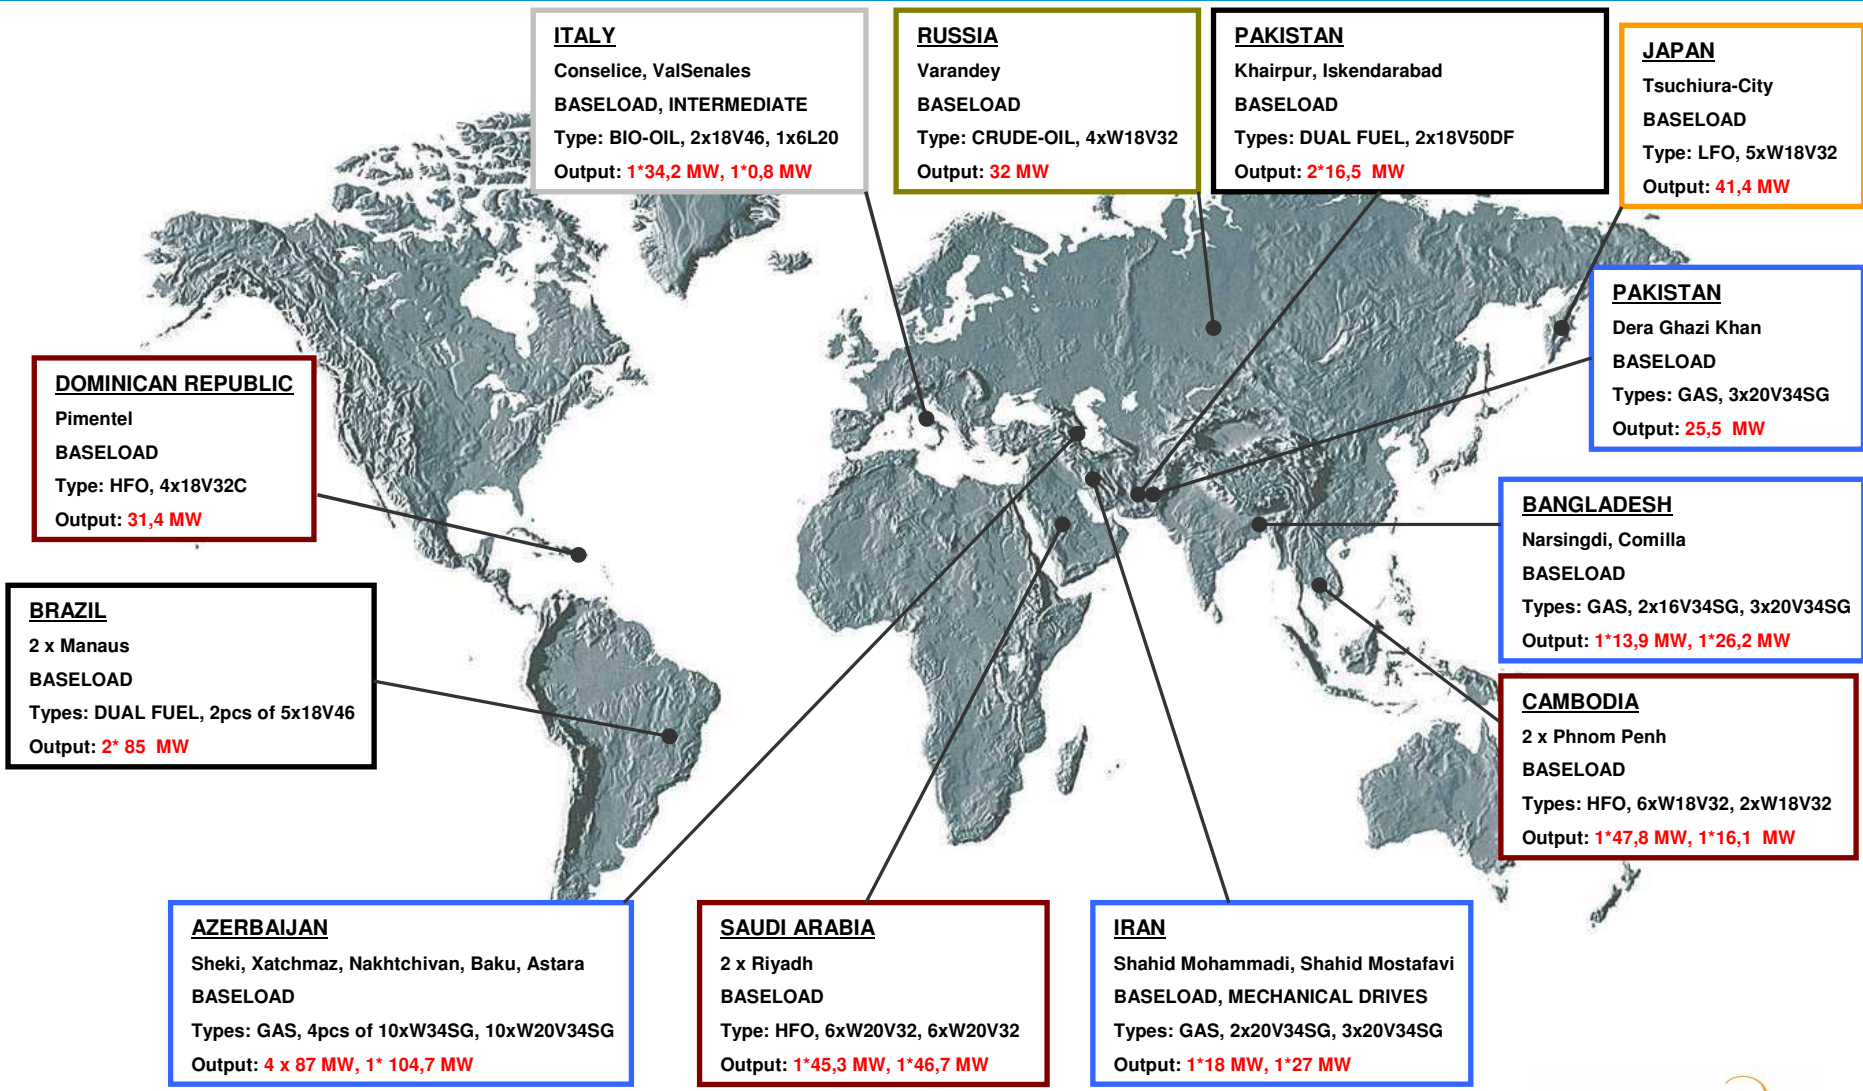 ITALY
Conselice, ValSenales
BASELOAD, INTERMEDIATE
Type: BIO-OIL, 2x18V46, 1x6L20
Output: 1*34,2 MW, 1*0,8 MW
RUSSIA
Varandey
BASELOAD
Type: CRUDE-OIL, 4xW18V32
Output: 32 MW
PAKISTAN
Khairpur, Iskendarabad
BASELOAD
Types: DUAL FUEL, 2x18V50DF
Output: 2*16,5 MW
JAPAN
Tsuchiura-City
BASELOAD
Type: LFO, 5xW18V32
Output: 41,4 MW
PAKISTAN
Dera Ghazi Khan
BASELOAD
Types: GAS, 3x20V34SG
Output: 25,5 MW
DOMINICAN REPUBLIC
Pimentel
BASELOAD
Type: HFO, 4x18V32C
Output: 31,4 MW
BANGLADESH
Narsingdi, Comilla
BASELOAD
Types: GAS, 2x16V34SG, 3x20V34SG
Output: 1*13,9 MW, 1*26,2 MW
BRAZIL
2 x Manaus
BASELOAD
Types: DUAL FUEL, 2pcs of 5x18V46
Output: 2* 85 MW
CAMBODIA
2 x Phnom Penh
BASELOAD
Types: HFO, 6xW18V32, 2xW18V32
Output: 1*47,8 MW, 1*16,1 MW
AZERBAIJAN
Sheki, Xatchmaz, Nakhtchivan, Baku, Astara
BASELOAD
Types: GAS, 4pcs of 10xW34SG, 10xW20V34SG
Output: 4 x 87 MW, 1* 104,7 MW
SAUDI ARABIA
2 x Riyadh
BASELOAD
Type: HFO, 6xW20V32, 6xW20V32
Output: 1*45,3 MW, 1*46,7 MW
IRAN
Shahid Mohammadi, Shahid Mostafavi
BASELOAD, MECHANICAL DRIVES
Types: GAS, 2x20V34SG, 3x20V34SG
Output: 1*18 MW, 1*27 MW